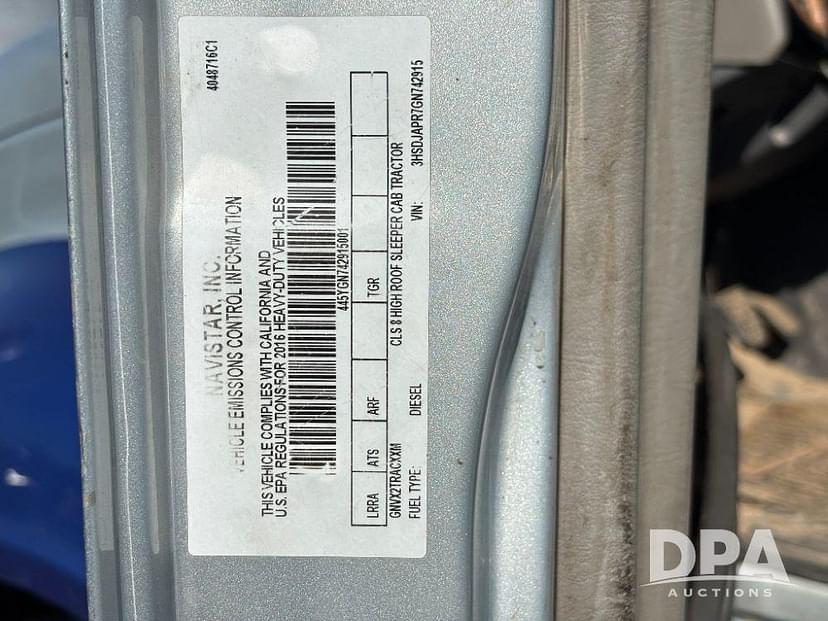 4048716C1
NAVISTAR, INC.
VEHICLE EMISSIONS CONTROL INFORMATION
THIS VEHICLE COMPLIES WITH CALIFORNIA AND
U.S. EPA REGULATIONS FOR 2016 HEAVY-DUTY VEHICLES
445YGN742915001
LRRA ATS ARF TGR
GNVX2TRACXXM CLS 8 HIGH ROOF SLEEPER CAB TRACTOR
FUEL TYPE: DIESEL VIN: 3HSDJAPR7GN742915
DPA
AUCTIONS